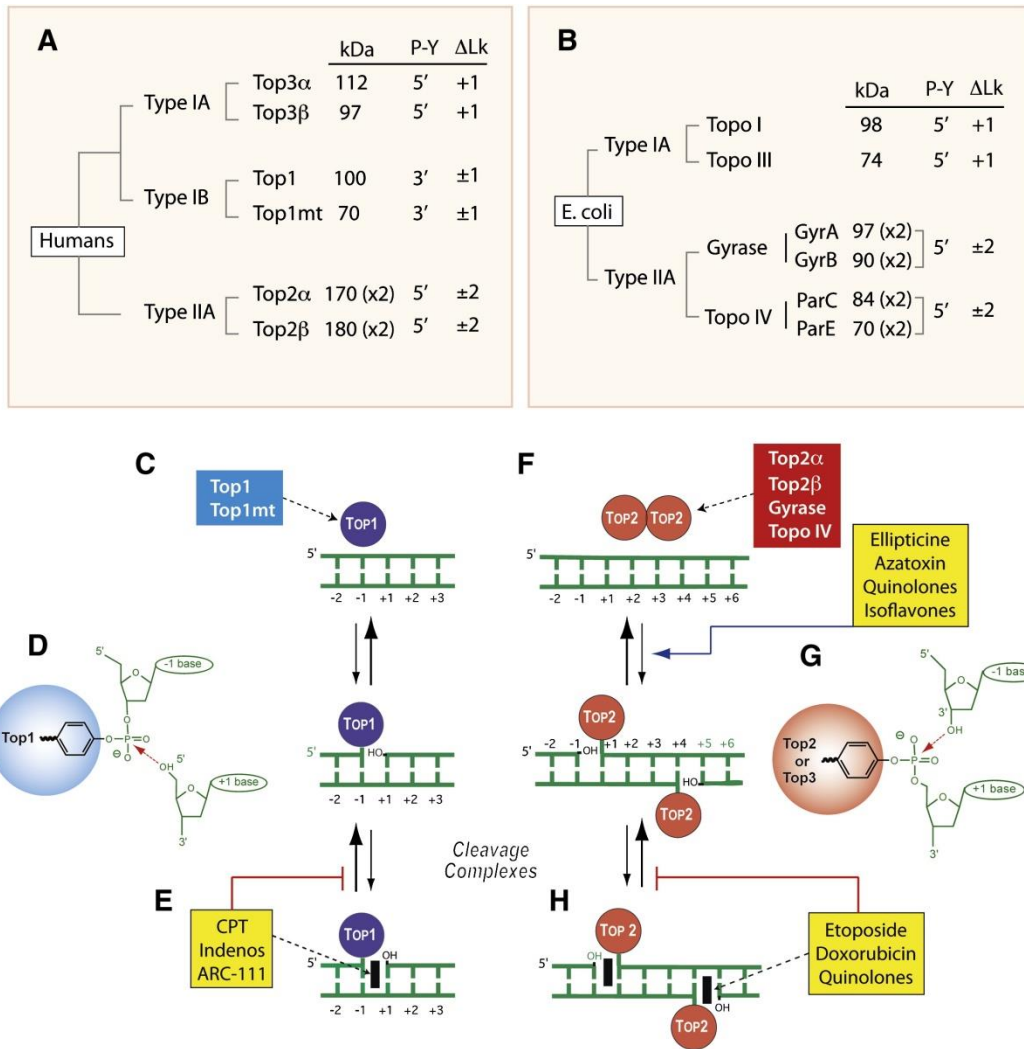 A
kDa P-Y ΔLk
Type IA
Top3α 112 5′ +1
Top3β 97 5′ +1
Type IB
Top1 100 3′ ±1
Top1mt 70 3′ ±1
Humans
Type IIA
Top2α 170 (x2) 5′ ±2
Top2β 180 (x2) 5′ ±2
B
kDa P-Y ΔLk
Type IA
Topo I 98 5′ +1
Topo III 74 5′ +1
E. coli
Type IIA
Gyrase
GyrA 97 (x2)
GyrB 90 (x2)
5′ ±2
Topo IV
ParC 84 (x2)
ParE 70 (x2)
5′ ±2
C
Top1
Top1mt
TOP1
5'
-2 -1 +1 +2 +3
D
5'
-1 base
Top1
O
O
P
O
O
⊖
O
OH
O
+1 base
3'
TOP1
5'
HO
-2 -1 +1 +2 +3
E
CPT
Indenos
ARC-111
TOP1
OH
5'
-2 -1 +1 +2 +3
Cleavage
Complexes
F
Top2α
Top2β
Gyrase
Topo IV
TOP2 TOP2
5'
-2 -1 +1 +2 +3 +4 +5 +6
Ellipticine
Azatoxin
Quinolones
Isoflavones
TOP2
5'
-2 -1 OH +1 +2 +3 +4 +5 +6
HO
TOP2
G
5'
O
-1 base
3'
OH
Top2
or
Top3
⊖
O
O
P
O
O
O
+1 base
3'
H
TOP 2
5'
OH
OH
TOP2
Etoposide
Doxorubicin
Quinolones